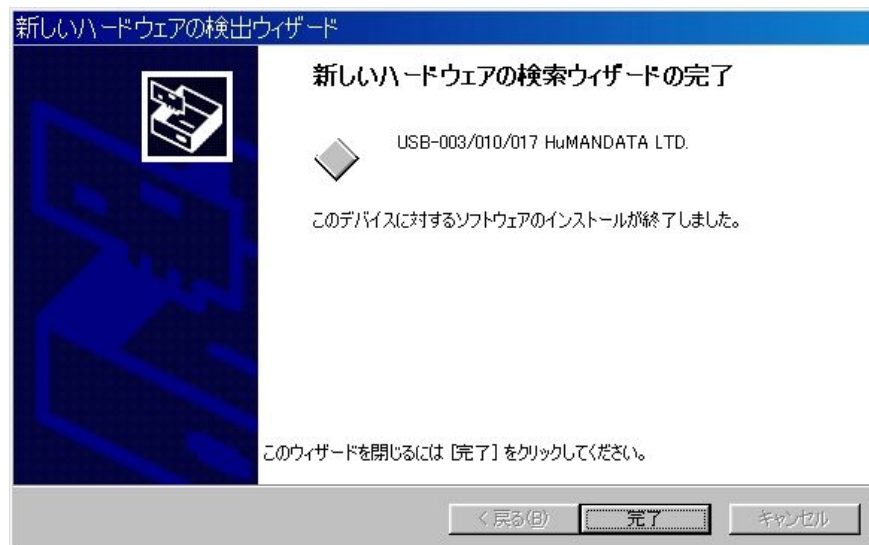 新しいハードウェアの検出ウィザード
新しいハードウェアの検索ウィザードの完了
USB-003/010/017 HuMANDATA LTD.
このデバイスに対するソフトウェアのインストールが終了しました。
このウィザードを閉じるには [完了] をクリックしてください。
< 戻る(B)
完了
キャンセル